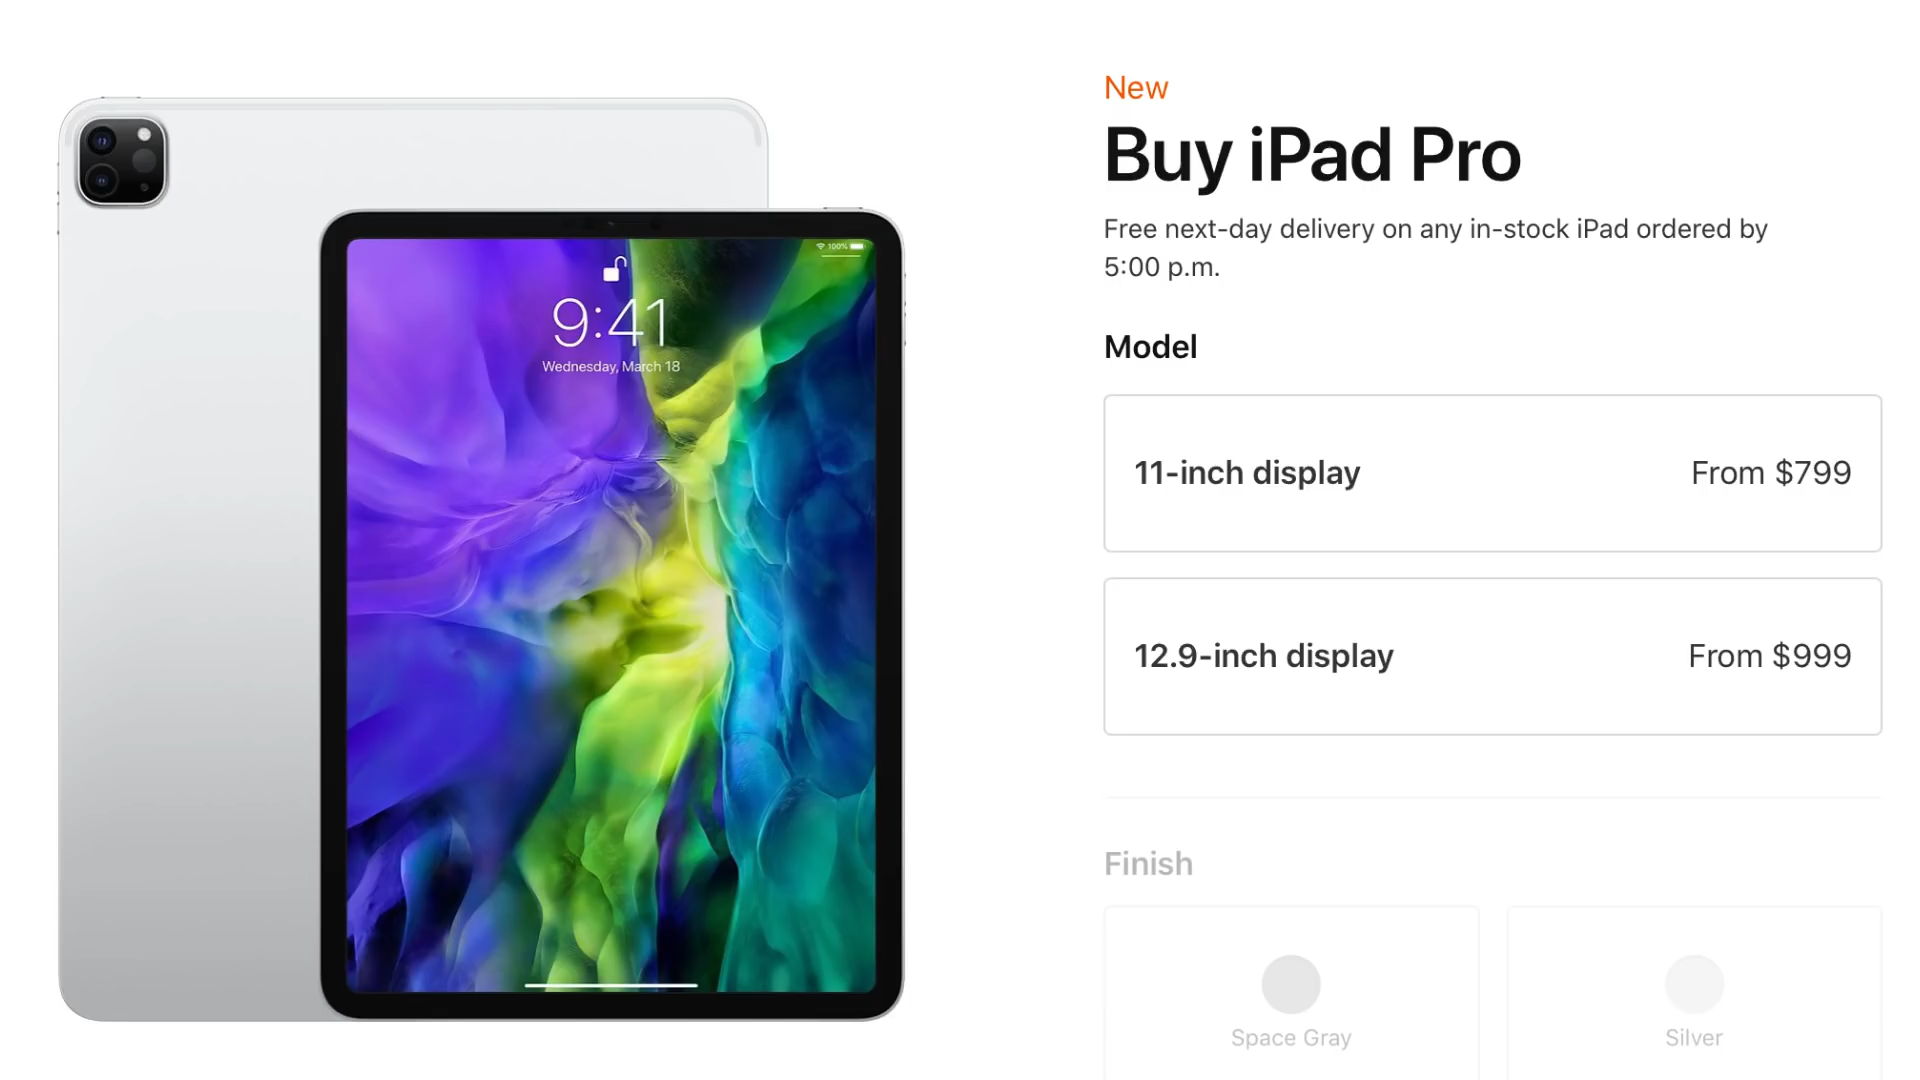 100%
9:41
Wednesday, March 18
New
Buy iPad Pro
Free next-day delivery on any in-stock iPad ordered by
5:00 p.m.
Model
11-inch display From $799
12.9-inch display From $999
Finish
Space Gray Silver